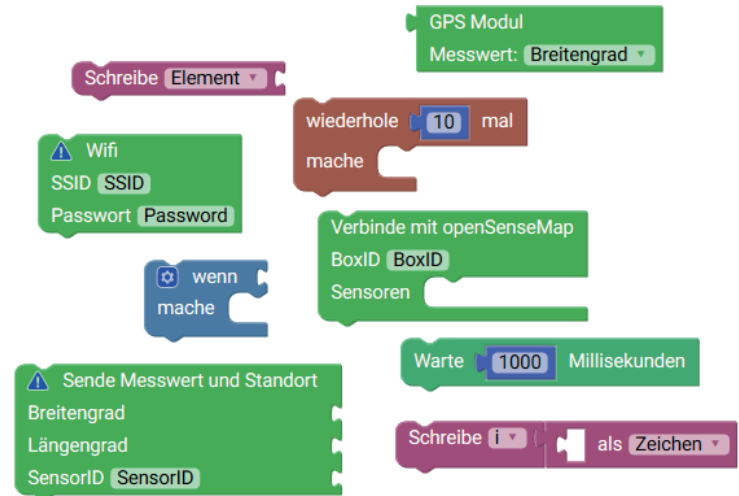 GPS Modul
Messwert: Breitengrad
Schreibe Element
wiederhole 10 mal
mache
Wifi
SSID SSID
Passwort Password
Verbinde mit openSenseMap
BoxID BoxID
Sensoren
wenn
mache
Warte 1000 Millisekunden
Sende Messwert und Standort
Breitengrad
Längengrad
SensorID SensorID
Schreibe i als Zeichen